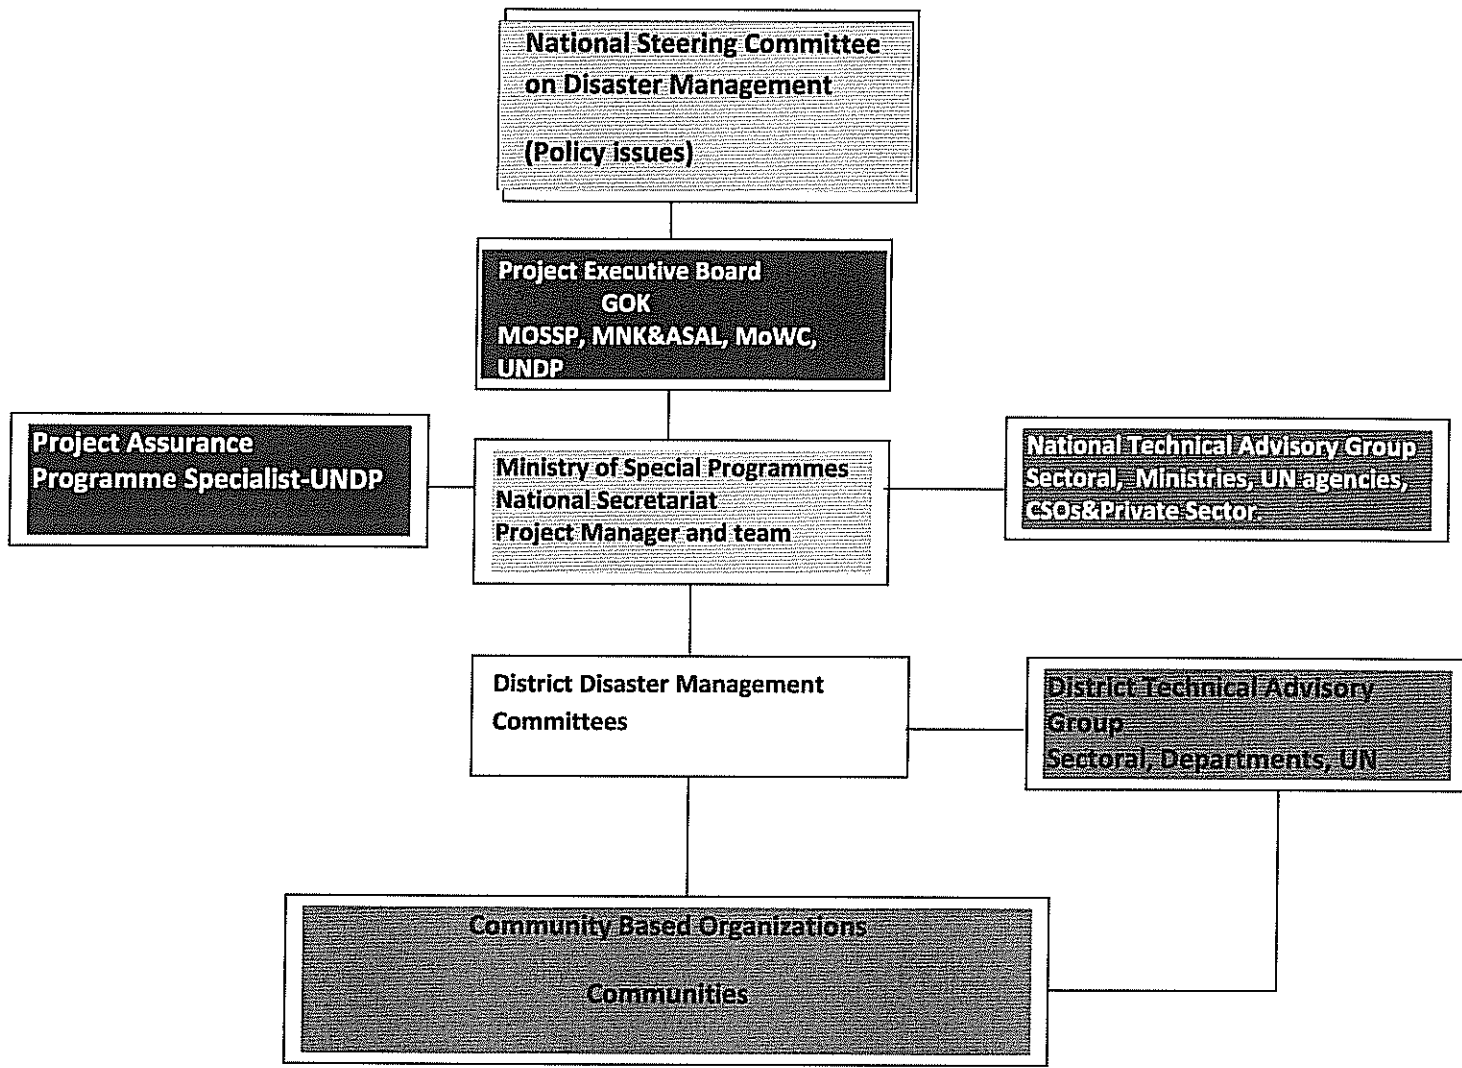 National Steering Committee
on Disaster Management
(Policy issues)
Project Executive Board
GOK
MOSSP, MNK&ASAL, MoWC,
UNDP
Project Assurance
Programme Specialist-UNDP
Ministry of Special Programmes
National Secretariat
Project Manager and team
National Technical Advisory Group
Sectoral, Ministries, UN agencies,
CSOs&Private Sector
District Disaster Management
Committees
District Technical Advisory
Group
Sectoral, Departments, UN
Community Based Organizations
Communities